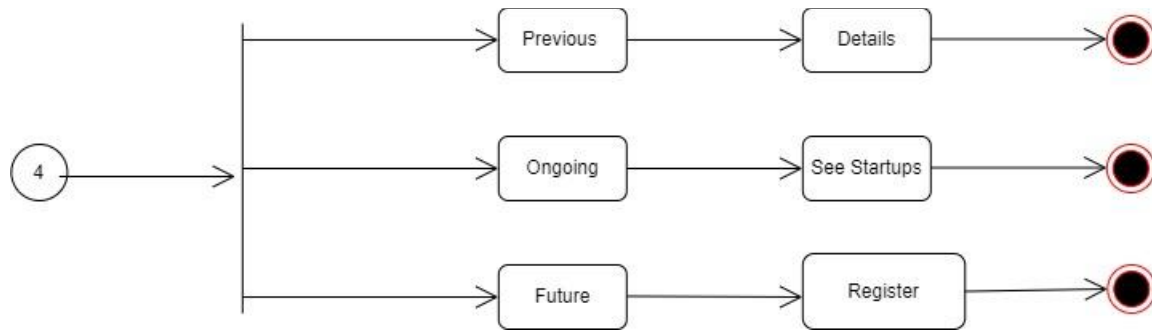 Previous
Details
4
Ongoing
See Startups
Future
Register